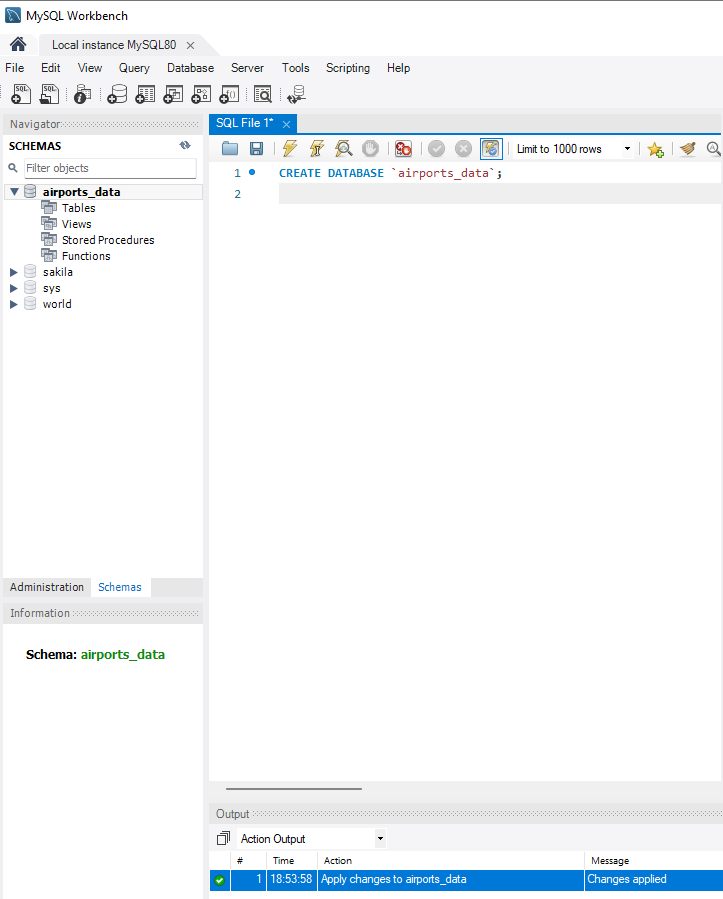 MySQL Workbench
Local instance MySQL80
File Edit View Query Database Server Tools Scripting Help
SQL SQL
Navigator
SCHEMAS
Filter objects
airports_data
Tables
Views
Stored Procedures
Functions
sakila
sys
world
Administration Schemas
Information
Schema: airports_data
SQL File 1*
Limit to 1000 rows
1 CREATE DATABASE `airports_data`;
2
Output
Action Output
# Time Action Message
1 18:53:58 Apply changes to airports_data Changes applied